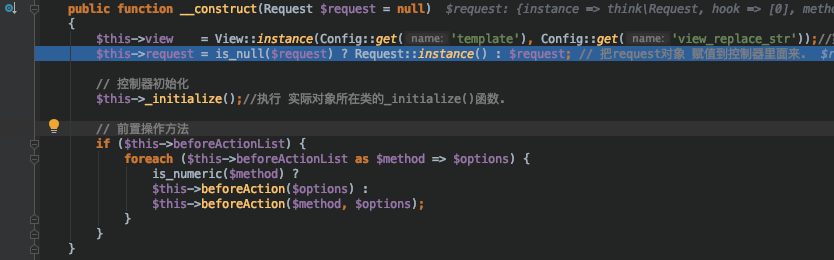 public function __construct(Request $request = null)  $request: {instance => think\Request, hook => [0], meth
{
$this->view    = View::instance(Config::get( name: 'template'), Config::get( name: 'view_replace_str'));//
$this->request = is_null($request) ? Request::instance() : $request; // 把request对象 赋值到控制器里面来.  $r
// 控制器初始化
$this->_initialize();//执行 实际对象所在类的_initialize()函数.
// 前置操作方法
if ($this->beforeActionList) {
foreach ($this->beforeActionList as $method => $options) {
is_numeric($method) ?
$this->beforeAction($options) :
$this->beforeAction($method, $options);
}
}
}